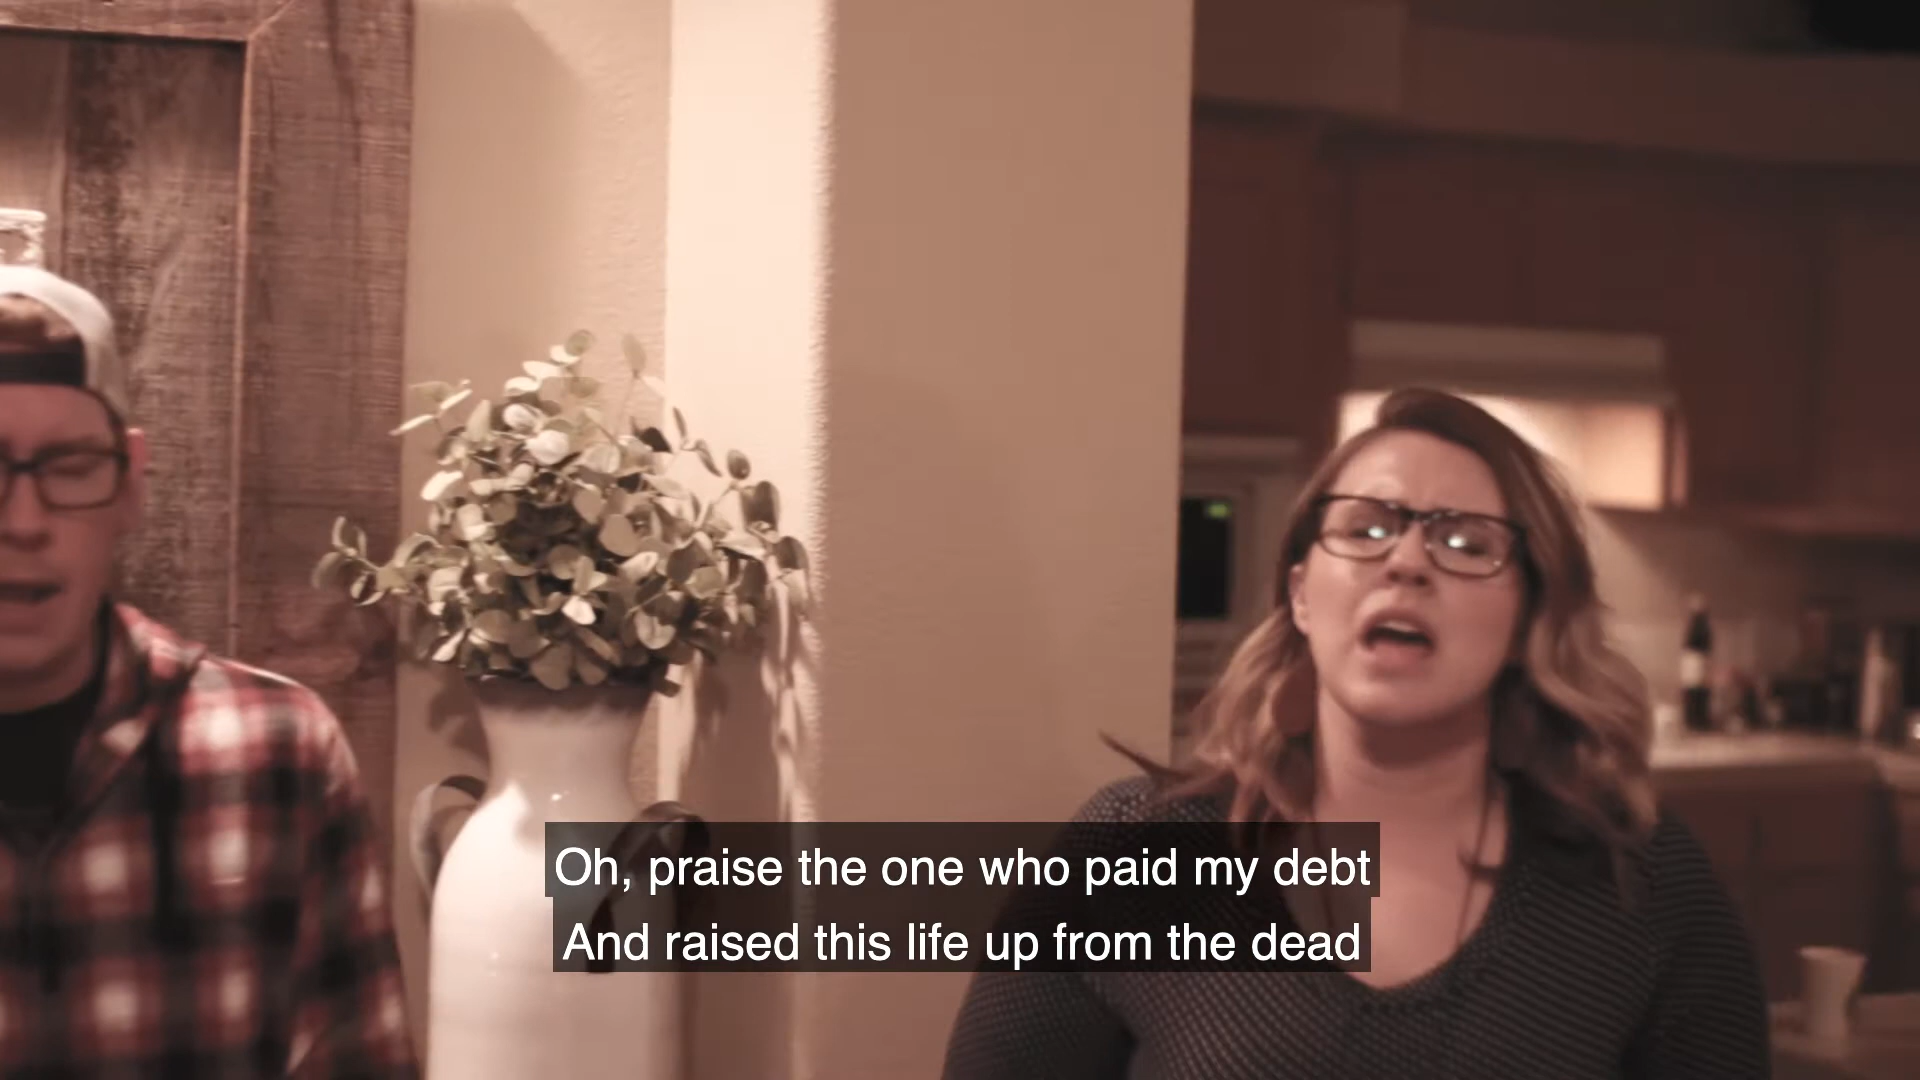 Oh, praise the one who paid my debt
And raised this life up from the dead